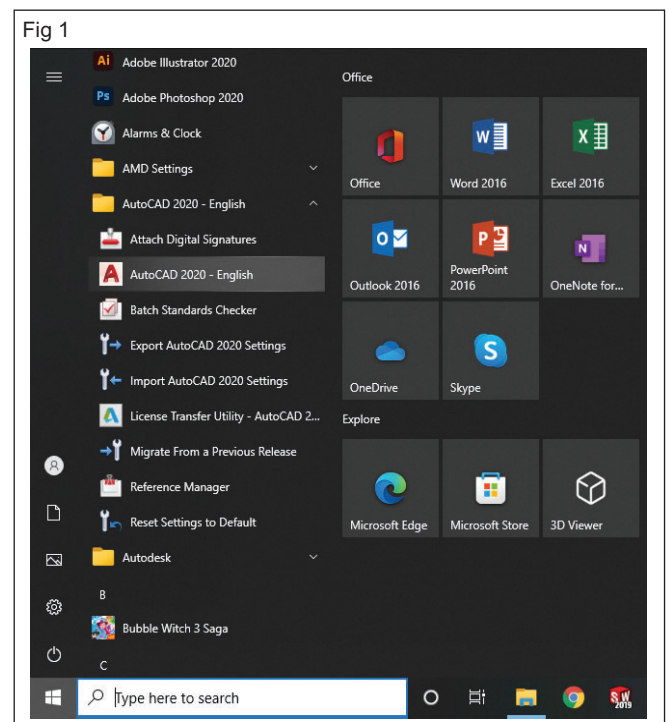 Fig 1
Ai Adobe Illustrator 2020
Ps Adobe Photoshop 2020
Alarms & Clock
AMD Settings
AutoCAD 2020 - English
Attach Digital Signatures
A AutoCAD 2020 - English
Batch Standards Checker
Export AutoCAD 2020 Settings
Import AutoCAD 2020 Settings
License Transfer Utility - AutoCAD 2...
Migrate From a Previous Release
Reference Manager
Reset Settings to Default
Autodesk
B
Bubble Witch 3 Saga
C
Office
Office
W
Word 2016
X
Excel 2016
O
Outlook 2016
P
PowerPoint
2016
N
OneNote for...
OneDrive
S
Skype
Explore
Microsoft Edge
Microsoft Store
3D Viewer
Type here to search
SW
2019